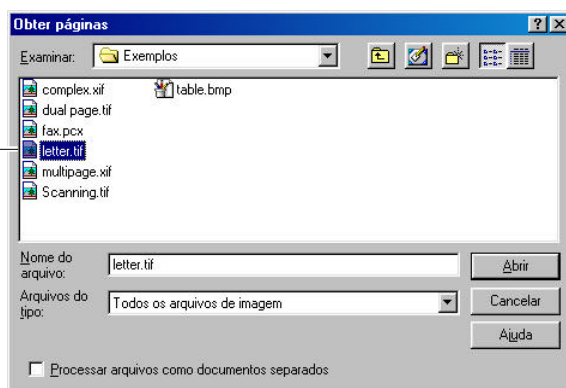 Obter páginas
Examinar: Exemplos
complex.xif
dual page.tif
fax.pcx
letter.tif
multipage.xif
Scanning.tif
table.bmp
Nome do arquivo: letter.tif
Abrir
Arquivos do tipo: Todos os arquivos de imagem
Cancelar
Ajuda
Processar arquivos como documentos separados